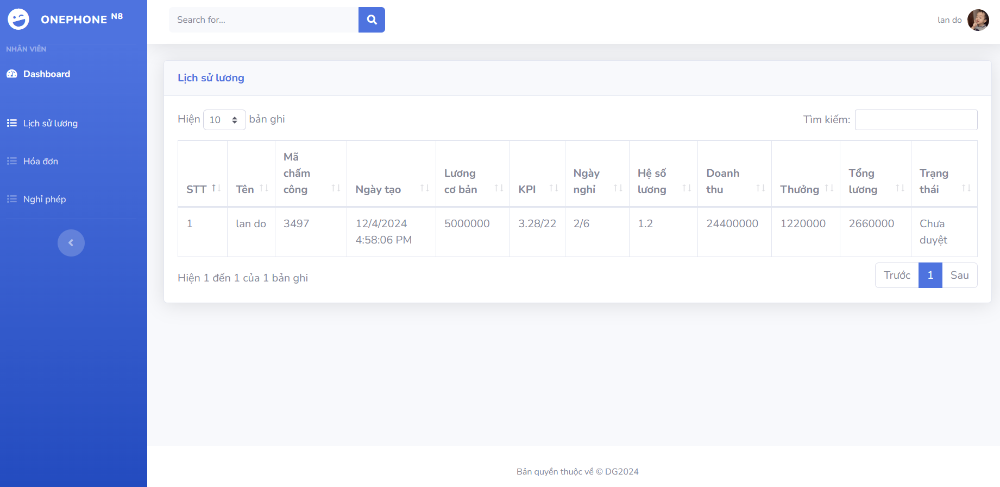 ONEPHONE N8
NHÂN VIÊN
Dashboard
Lịch sử lương
Hóa đơn
Nghỉ phép
Search for...
lan do
Lịch sử lương
Hiện 10 bản ghi
Tìm kiếm:
STT
Tên
Mã
chấm
công
Ngày tạo
Lương
cơ bản
KPI
Ngày
nghỉ
Hệ số
lương
Doanh
thu
Thưởng
Tổng
lương
Trạng
thái
1
lan do
3497
12/4/2024
4:58:06 PM
5000000
3.28/22
2/6
1.2
24400000
1220000
2660000
Chưa
duyệt
Hiện 1 đến 1 của 1 bản ghi
Trước 1 Sau
Bản quyền thuộc về © DG2024